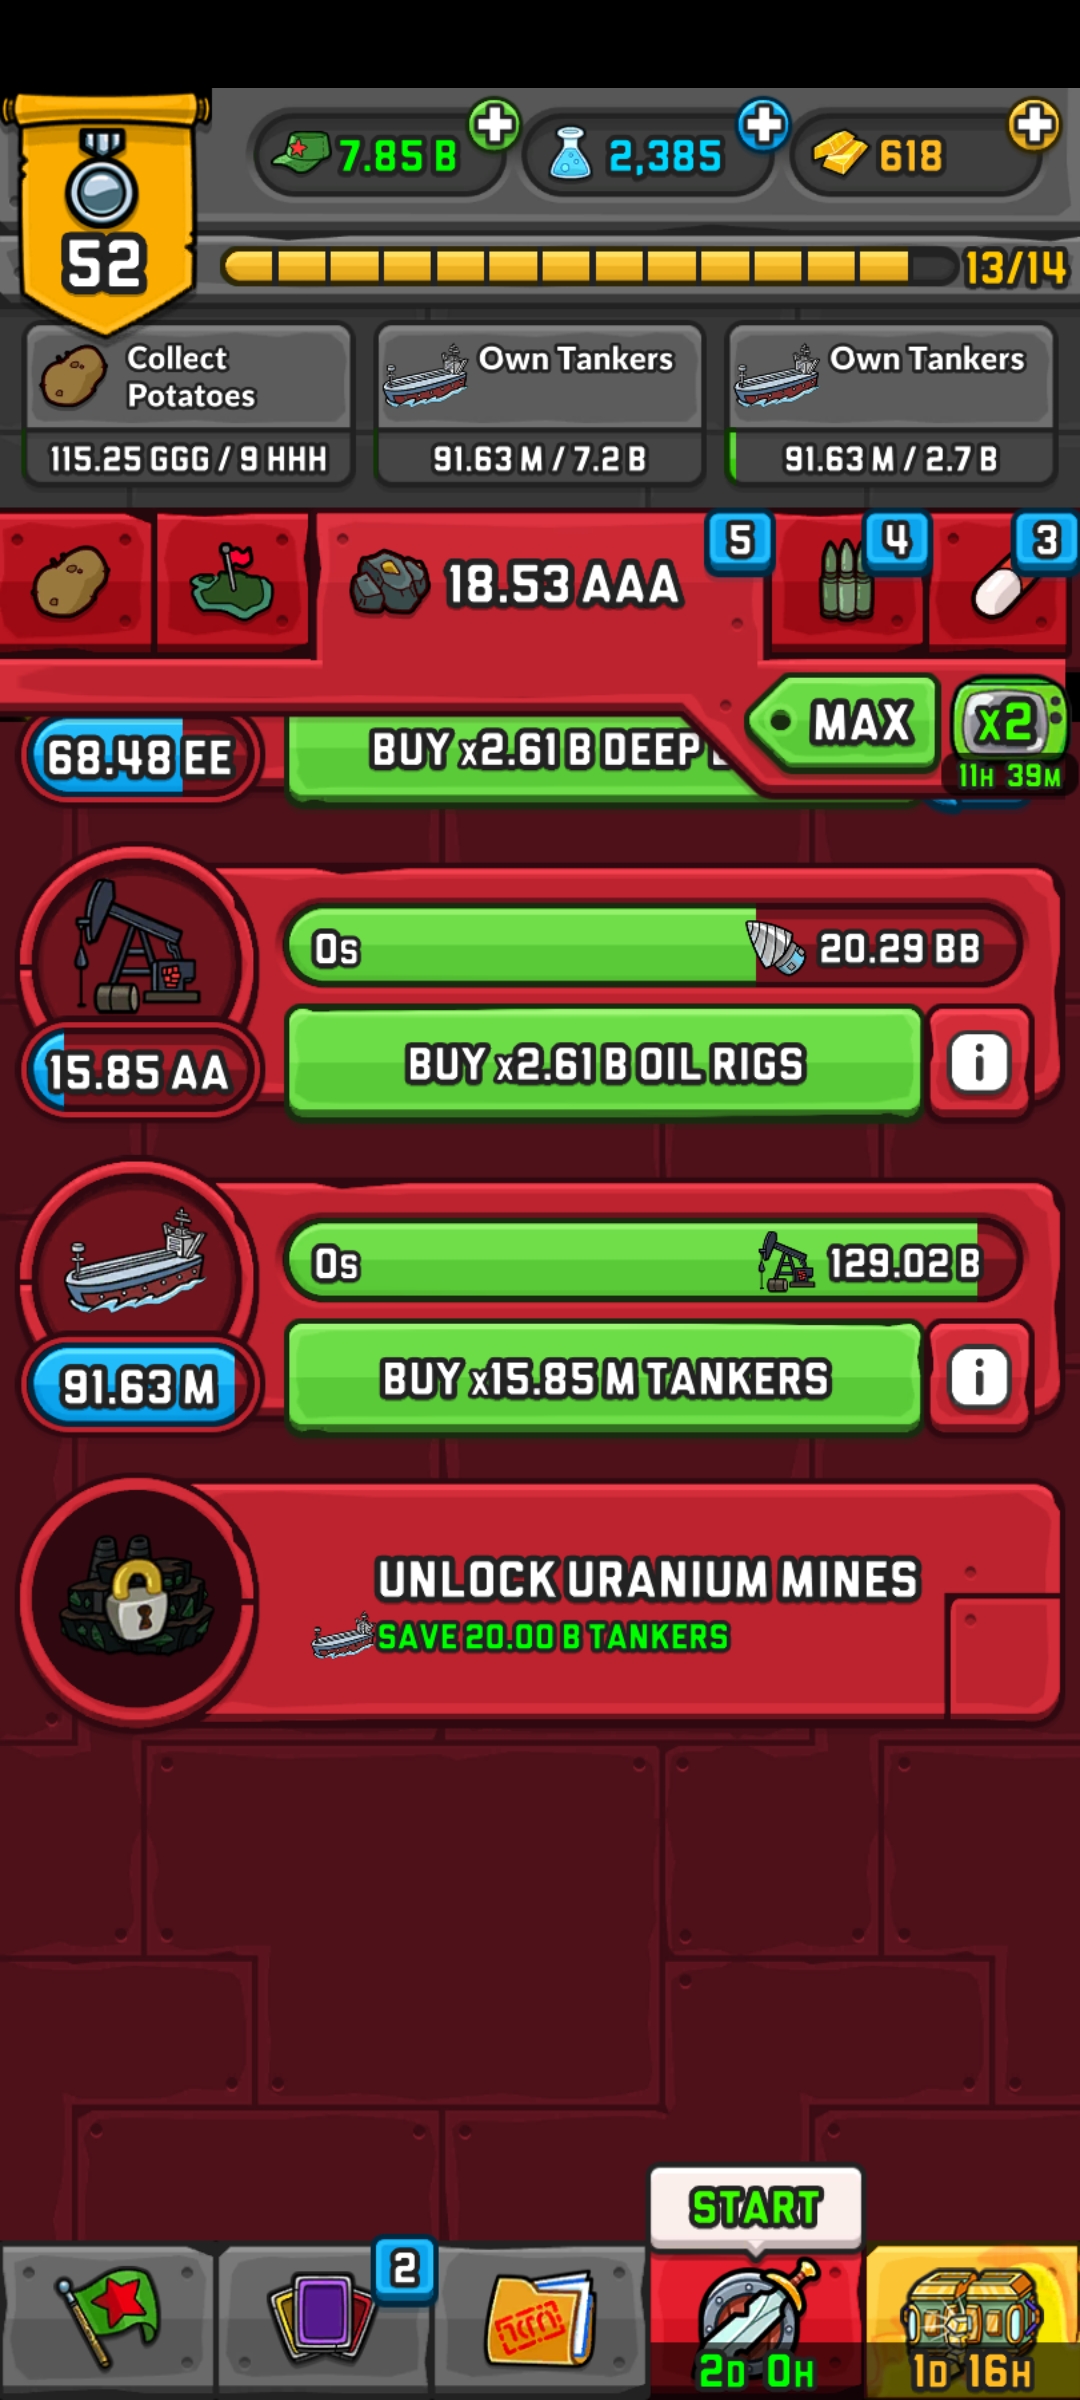 7.85 B
2,385
618
52
13/14
Collect
Potatoes
115.25 GGG / 9 HHH
Own Tankers
91.63 M / 7.2 B
Own Tankers
91.63 M / 2.7 B
18.53 AAA
5
4
3
MAX
x2
11H 39M
68.48 EE
BUY x2.61 B DEEP
0s
20.29 BB
15.85 AA
BUY x2.61 B OIL RIGS
i
0s
129.02 B
91.63 M
BUY x15.85 M TANKERS
i
UNLOCK URANIUM MINES
SAVE 20.00 B TANKERS
START
2
2D 0H
1D 16H